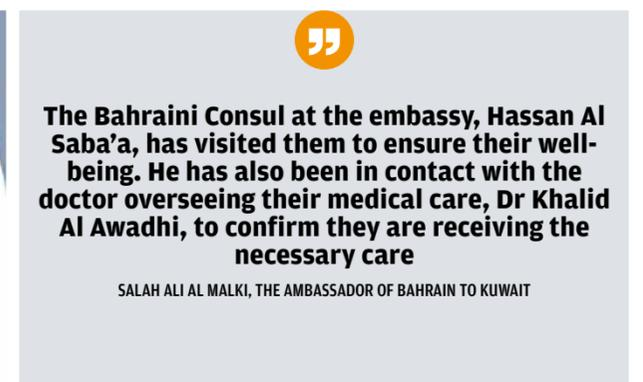 The Bahraini Consul at the embassy, Hassan Al
Saba’a, has visited them to ensure their well-
being. He has also been in contact with the
doctor overseeing their medical care, Dr Khalid
Al Awadhi, to confirm they are receiving the
necessary care
SALAH ALI AL MALKI, THE AMBASSADOR OF BAHRAIN TO KUWAIT